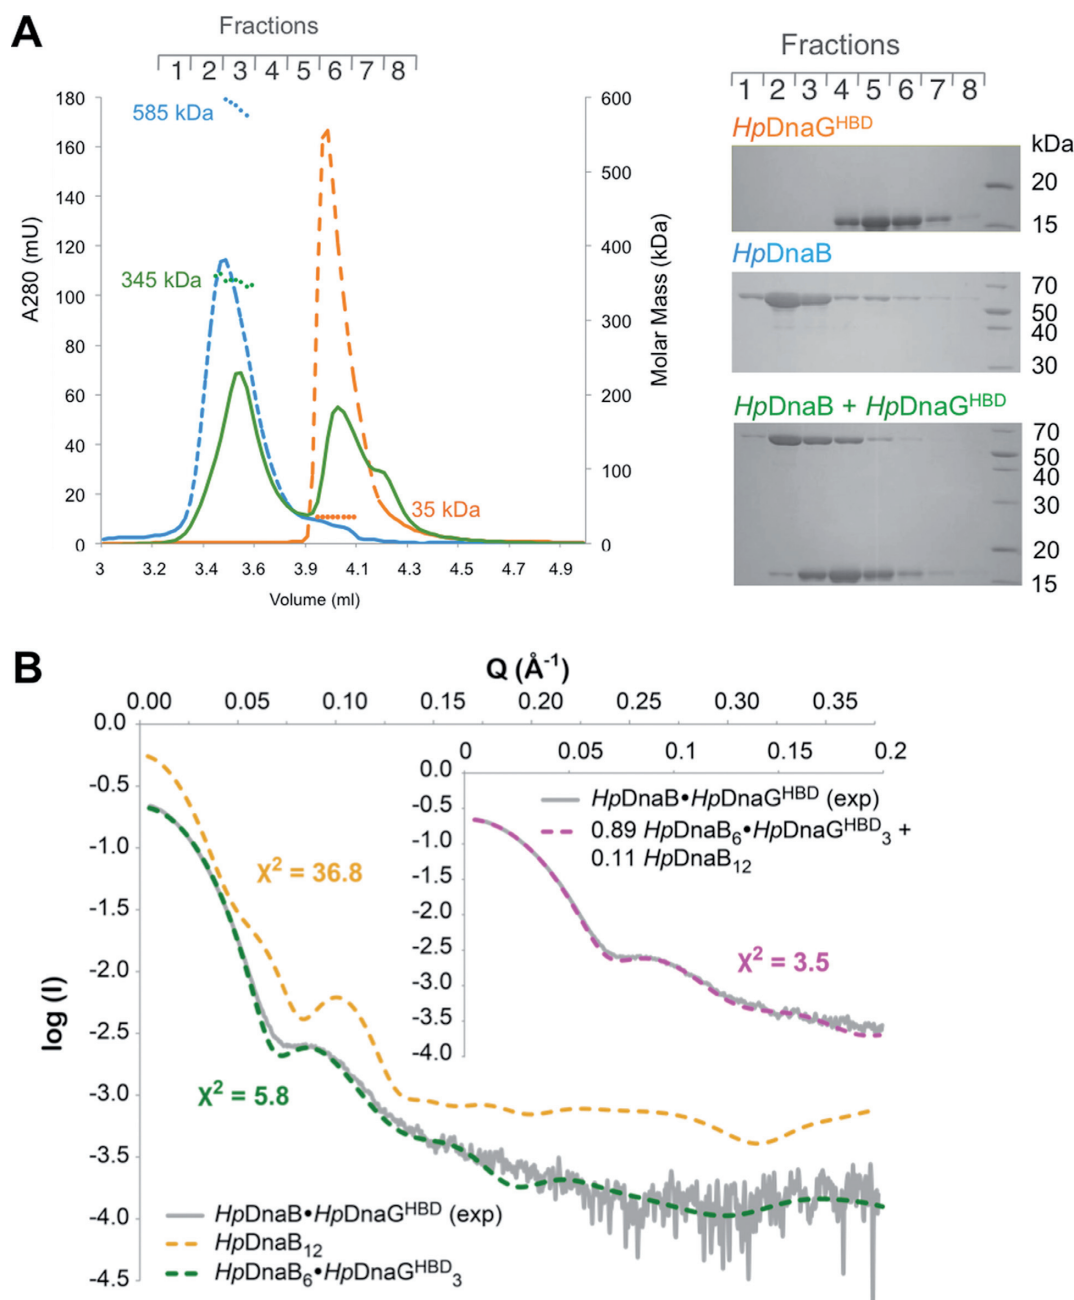 A
Fractions
1 2 3 4 5 6 7 8
180
160
140
120
100
80
60
40
20
0
A280 (mU)
600
500
400
300
200
100
0
Molar Mass (kDa)
585 kDa
345 kDa
35 kDa
3 3.2 3.4 3.6 3.9 4.1 4.3 4.5 4.7 4.9
Volume (ml)
Fractions
1 2 3 4 5 6 7 8
HpDnaGᴴᴮᴰ
kDa
20
15
HpDnaB
70
50
40
30
HpDnaB + HpDnaGᴴᴮᴰ
70
50
40
30
20
15
B
Q (Å⁻¹)
0.00 0.05 0.10 0.15 0.20 0.25 0.30 0.35
0.0
-0.5
-1.0
-1.5
-2.0
-2.5
-3.0
-3.5
-4.0
-4.5
log (I)
χ² = 36.8
χ² = 5.8
HpDnaB•HpDnaGᴴᴮᴰ (exp)
HpDnaB₁₂
HpDnaB₆•HpDnaGᴴᴮᴰ₃
0 0.05 0.1 0.15 0.2
0.0
-0.5
-1.0
-1.5
-2.0
-2.5
-3.0
-3.5
-4.0
HpDnaB•HpDnaGᴴᴮᴰ (exp)
0.89 HpDnaB₆•HpDnaGᴴᴮᴰ₃ +
0.11 HpDnaB₁₂
χ² = 3.5